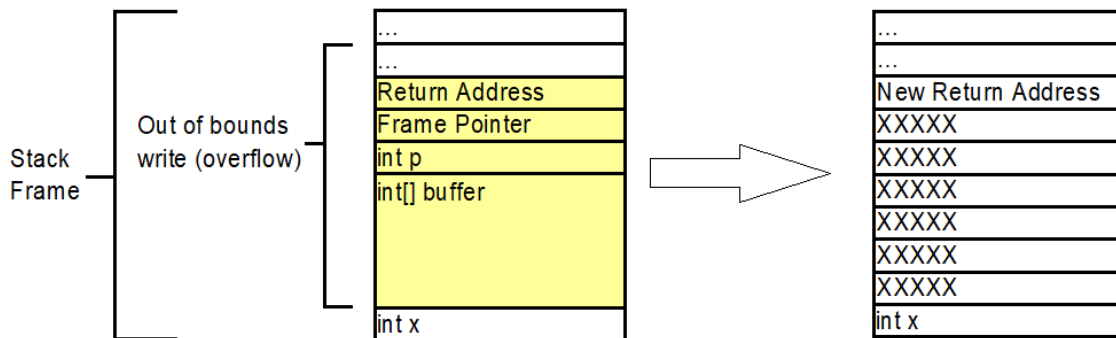 Stack
Frame
Out of bounds
write (overflow)
...
...
Return Address
Frame Pointer
int p
int[] buffer
int x
...
...
New Return Address
XXXXX
XXXXX
XXXXX
XXXXX
XXXXX
XXXXX
int x